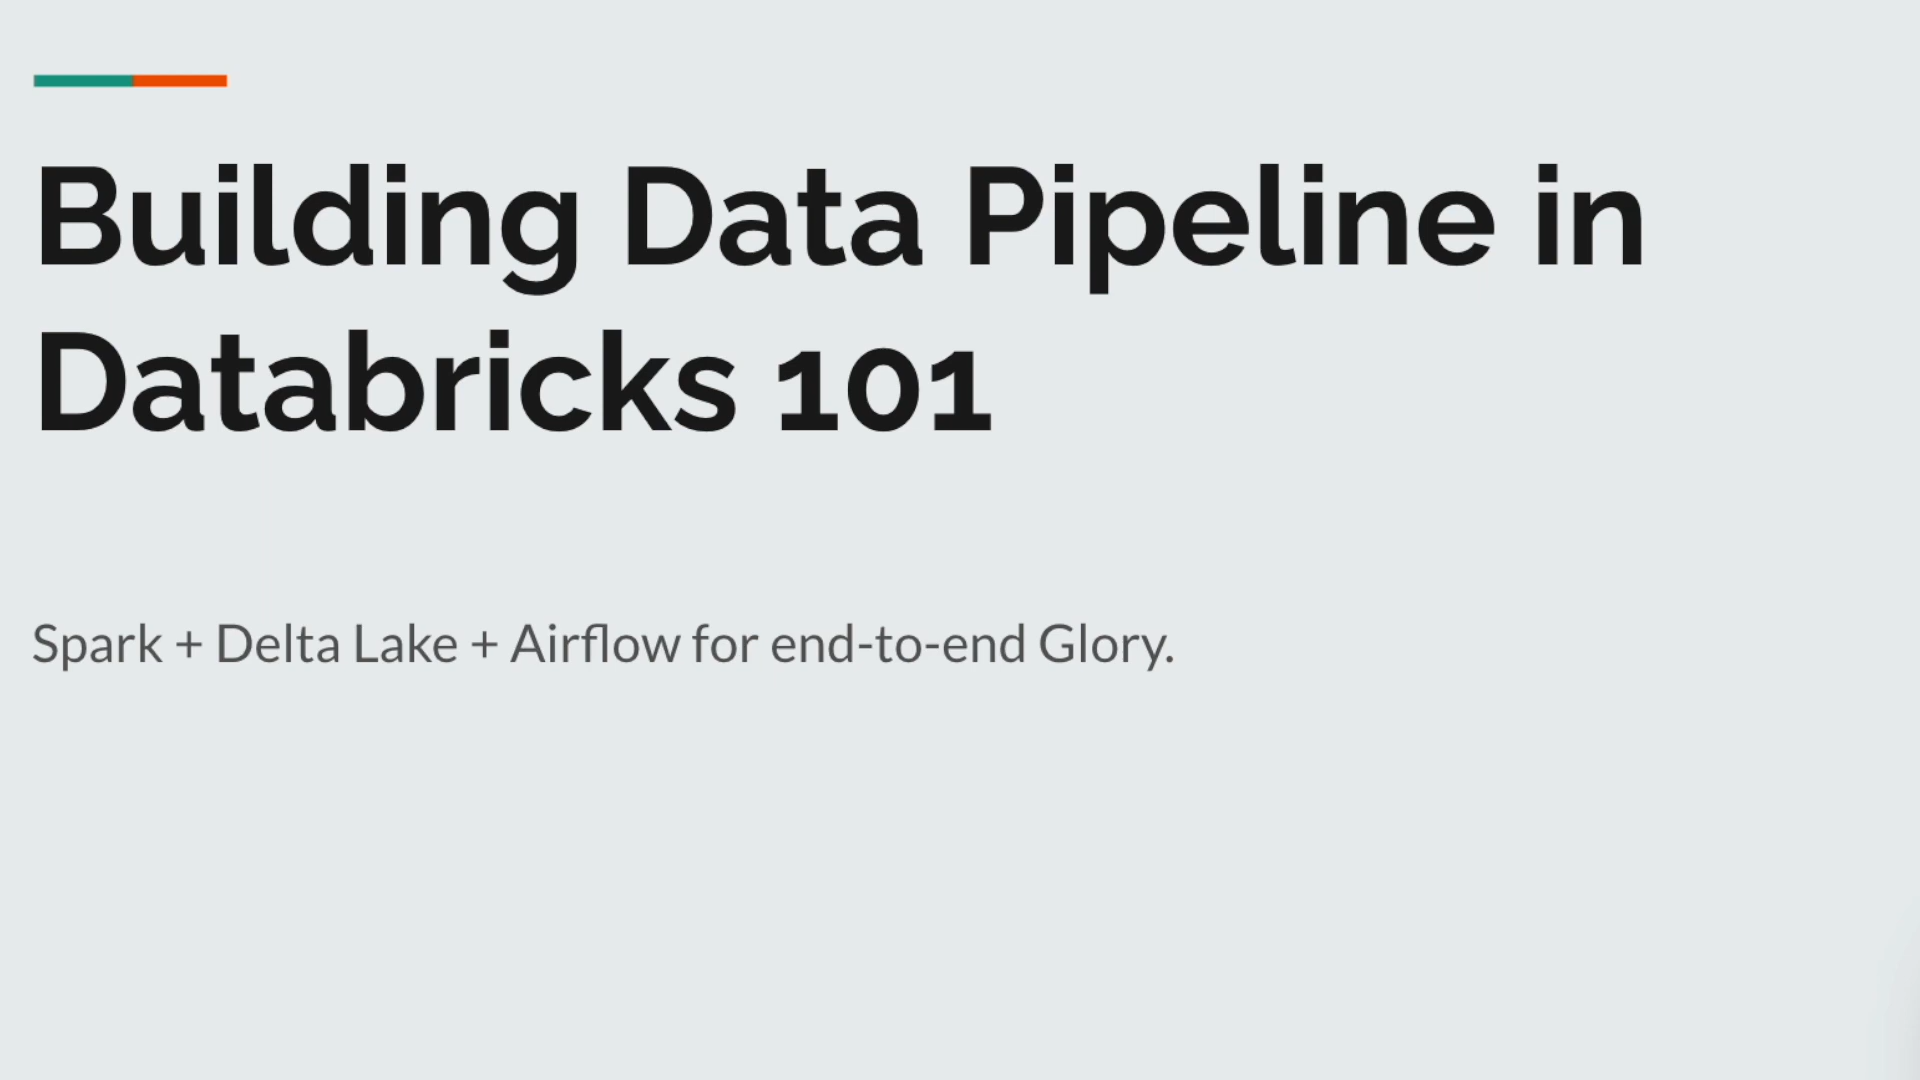 Building Data Pipeline in
Databricks 101
Spark + Delta Lake + Airflow for end-to-end Glory.